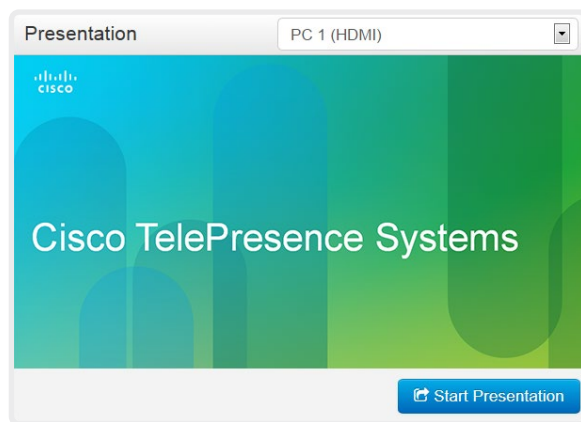 Presentation
PC 1 (HDMI)
CISCO
Cisco TelePresence Systems
Start Presentation